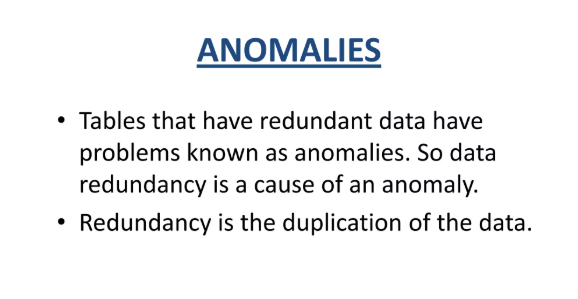 ANOMALIES
• Tables that have redundant data have
problems known as anomalies. So data
redundancy is a cause of an anomaly.
• Redundancy is the duplication of the data.